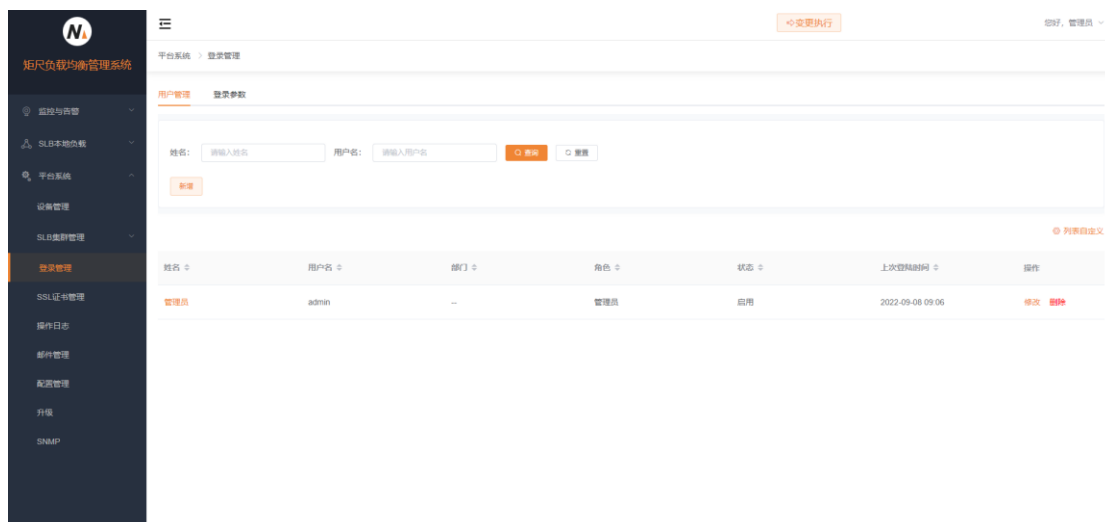 变更执行
您好，管理员
矩尺负载均衡管理系统
平台系统 > 登录管理
监控与告警
SLB本地负载
平台系统
设备管理
SLB集群管理
登录管理
SSL证书管理
操作日志
邮件管理
配置管理
升级
SNMP
用户管理 登录参数
姓名： 请输入姓名 用户名： 请输入用户名 查询 重置
新增
列表自定义
姓名 用户名 部门 角色 状态 上次登陆时间 操作
管理员 admin -- 管理员 启用 2022-09-08 09:06 修改 删除